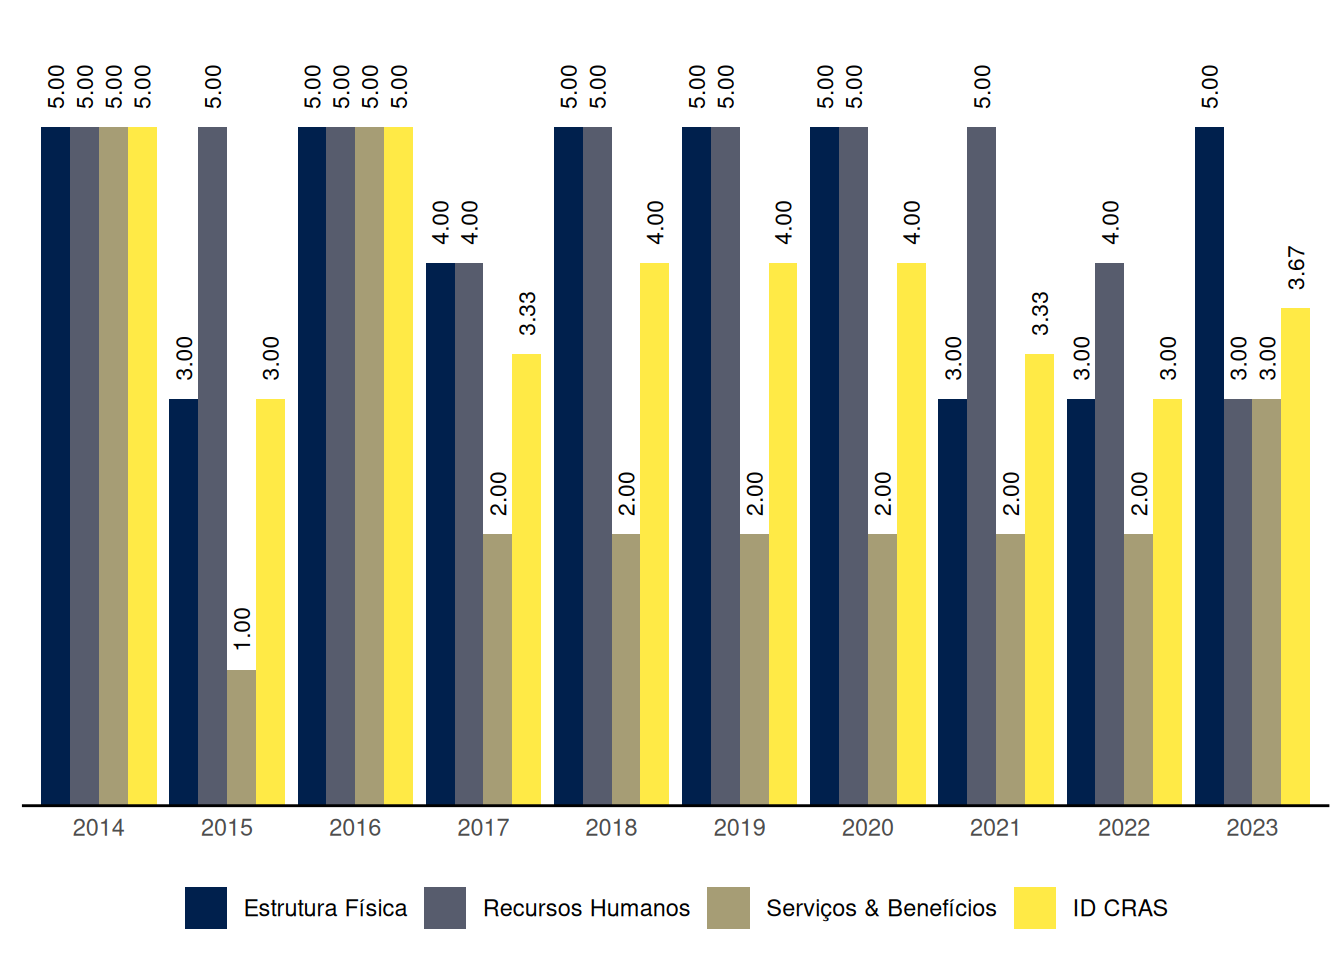 5.00 5.00 5.00 5.00 3.00 5.00 1.00 3.00 5.00 5.00 5.00 5.00 4.00 4.00 2.00 3.33 5.00 5.00 2.00 4.00 5.00 5.00 2.00 4.00 5.00 5.00 2.00 4.00 3.00 5.00 2.00 3.33 3.00 4.00 2.00 3.00 5.00 3.00 3.00 3.67
2014 2015 2016 2017 2018 2019 2020 2021 2022 2023
Estrutura Física Recursos Humanos Serviços & Benefícios ID CRAS